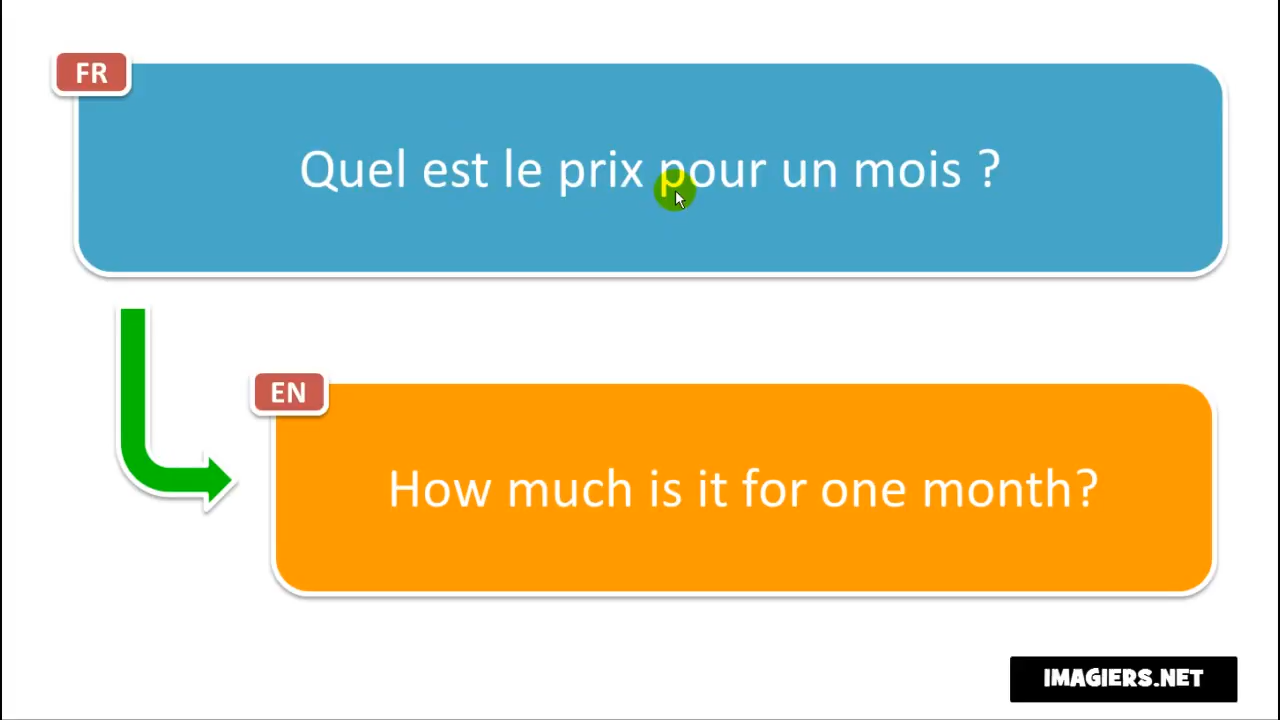 FR
Quel est le prix pour un mois ?
EN
How much is it for one month?
IMAGIERS.NET